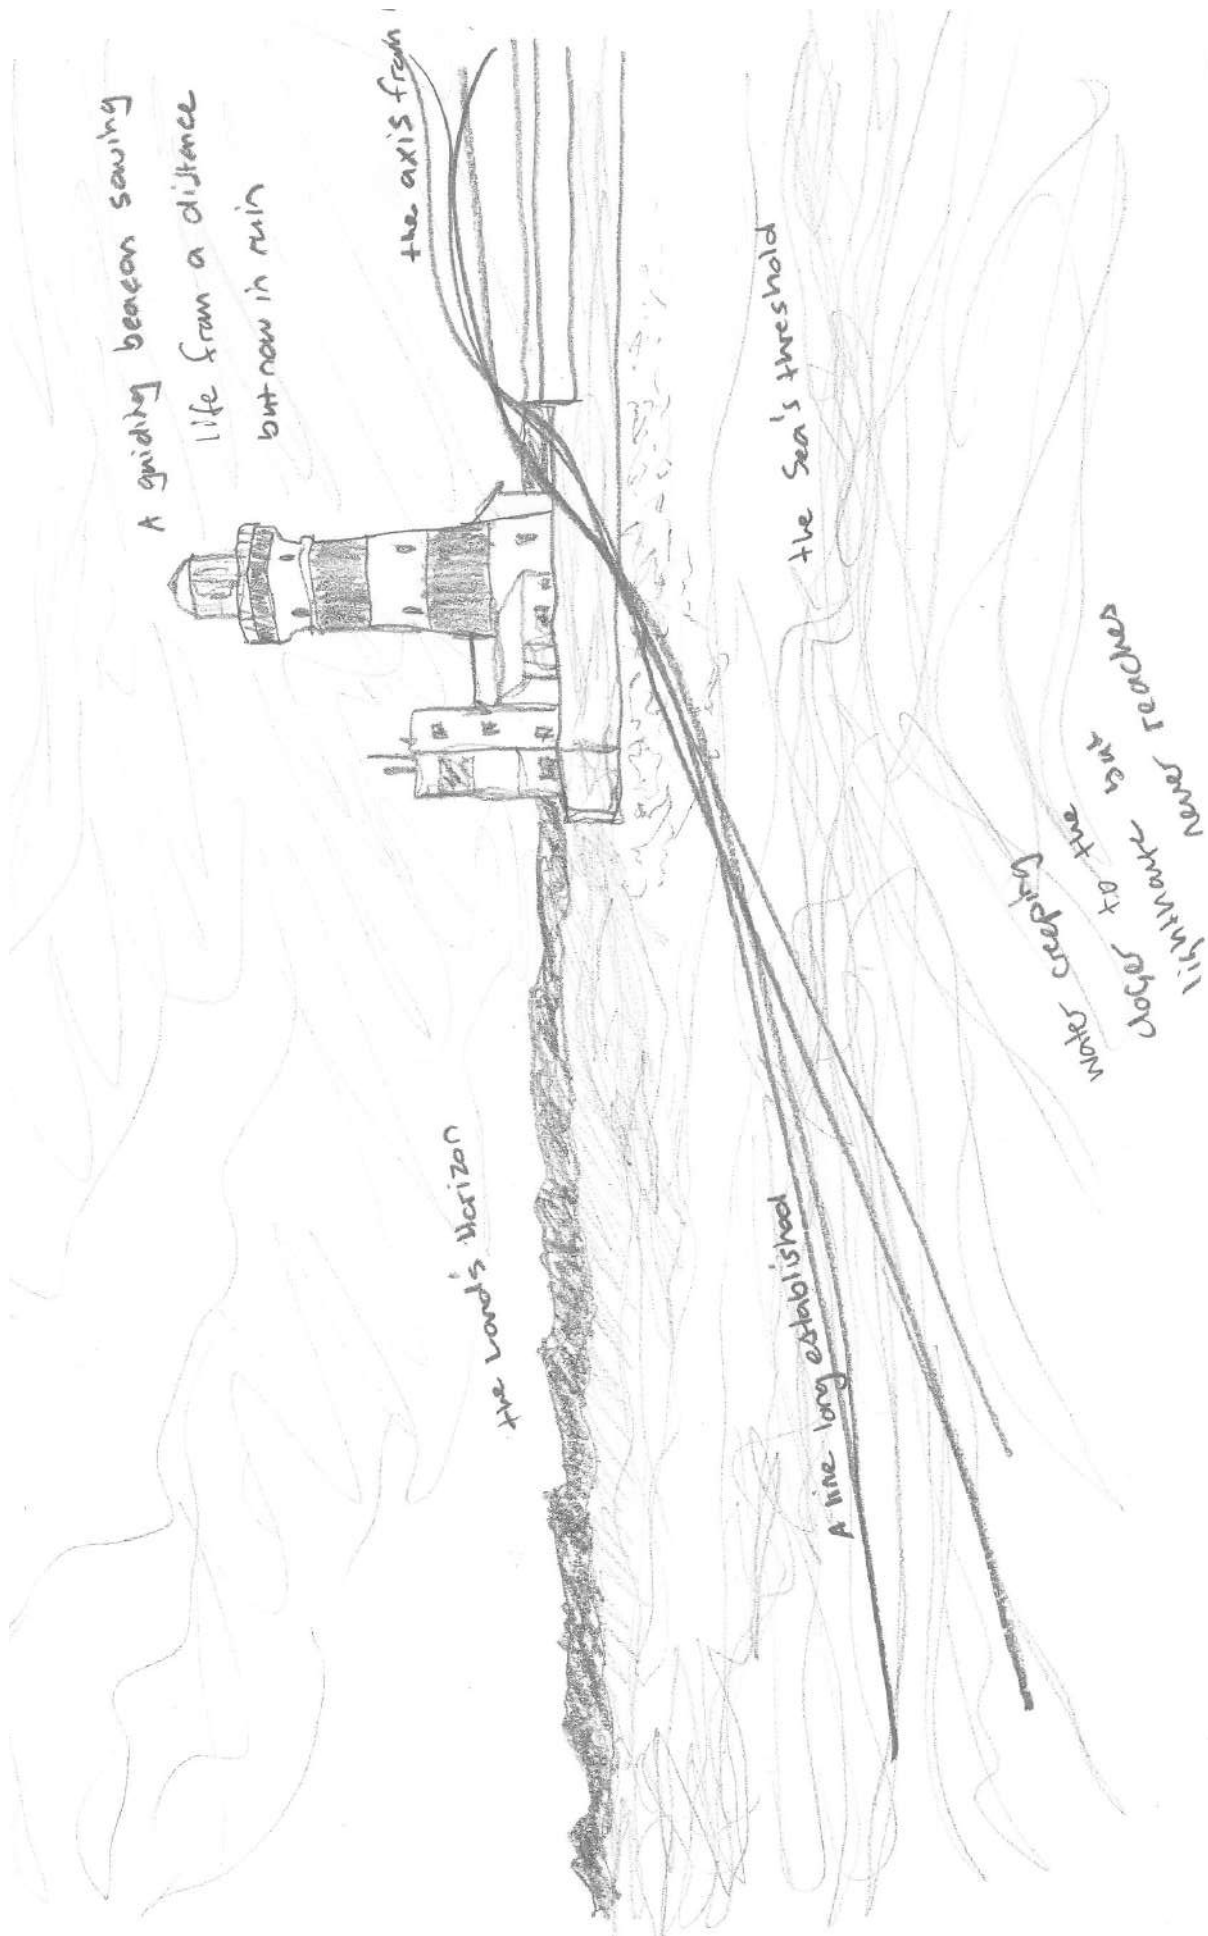 A guiding beacon saving
life from a distance
but now in ruin
the axis from
the Land's Horizon
the Sea's threshold
A line long established
water creeping
closer to the
lighthouse but
never reaches